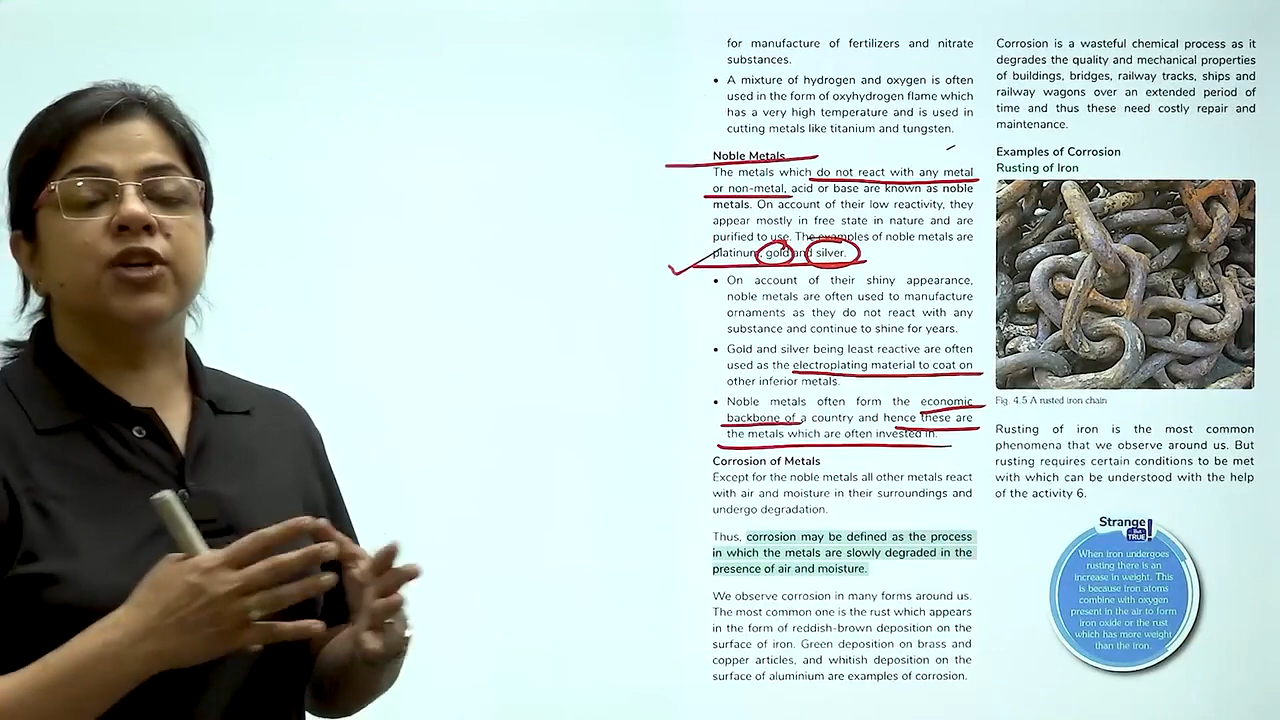 for manufacture of fertilizers and nitrate
substances.
• A mixture of hydrogen and oxygen is often
used in the form of oxyhydrogen flame which
has a very high temperature and is used in
cutting metals like titanium and tungsten.
Noble Metals
The metals which do not react with any metal
or non-metal, acid or base are known as noble
metals. On account of their low reactivity, they
appear mostly in free state in nature and are
purified to use. The examples of noble metals are
platinum, gold and silver.
• On account of their shiny appearance,
noble metals are often used to manufacture
ornaments as they do not react with any
substance and continue to shine for years.
• Gold and silver being least reactive are often
used as the electroplating material to coat on
other inferior metals.
• Noble metals often form the economic
backbone of a country and hence these are
the metals which are often invested in.
Corrosion of Metals
Except for the noble metals all other metals react
with air and moisture in their surroundings and
undergo degradation.
Thus, corrosion may be defined as the process
in which the metals are slowly degraded in the
presence of air and moisture.
We observe corrosion in many forms around us.
The most common one is the rust which appears
in the form of reddish-brown deposition on the
surface of iron. Green deposition on brass and
copper articles, and whitish deposition on the
surface of aluminium are examples of corrosion.
Corrosion is a wasteful chemical process as it
degrades the quality and mechanical properties
of buildings, bridges, railway tracks, ships and
railway wagons over an extended period of
time and thus these need costly repair and
maintenance.
Examples of Corrosion
Rusting of Iron
Fig. 4.5 A rusted iron chain
Rusting of iron is the most common
phenomena that we observe around us. But
rusting requires certain conditions to be met
with which can be understood with the help
of the activity 6.
Strange
But
TRUE!
When iron undergoes
rusting there is an
increase in weight. This
is because iron atoms
combine with oxygen
present in the air to form
iron oxide or the rust
which has more weight
than the iron.